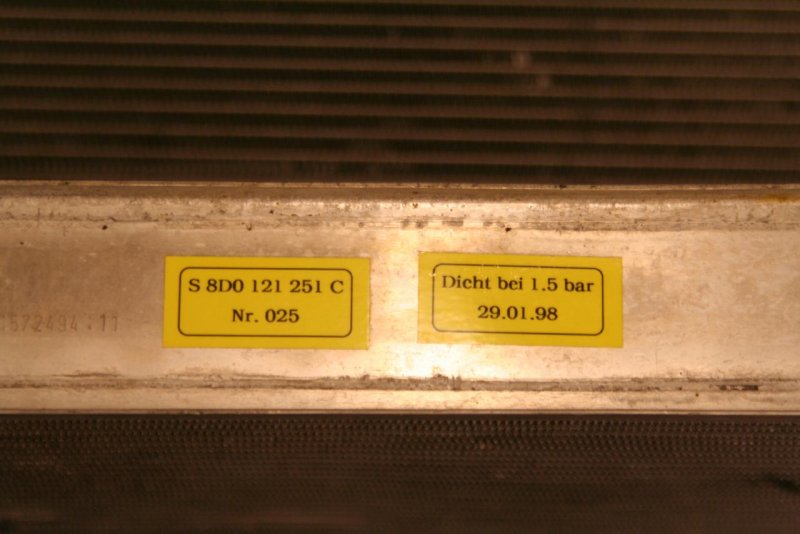 S 8D0 121 251 C
Nr. 025
Dicht bei 1.5 bar
29.01.98